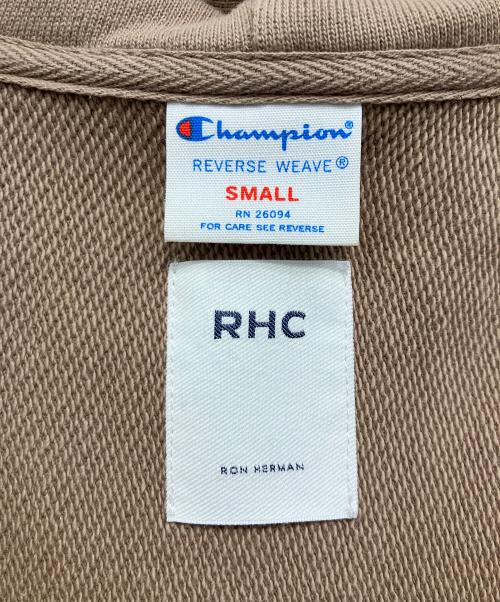 Champion®
REVERSE WEAVE®
SMALL
RN 26094
FOR CARE SEE REVERSE
RHC
RON HERMAN